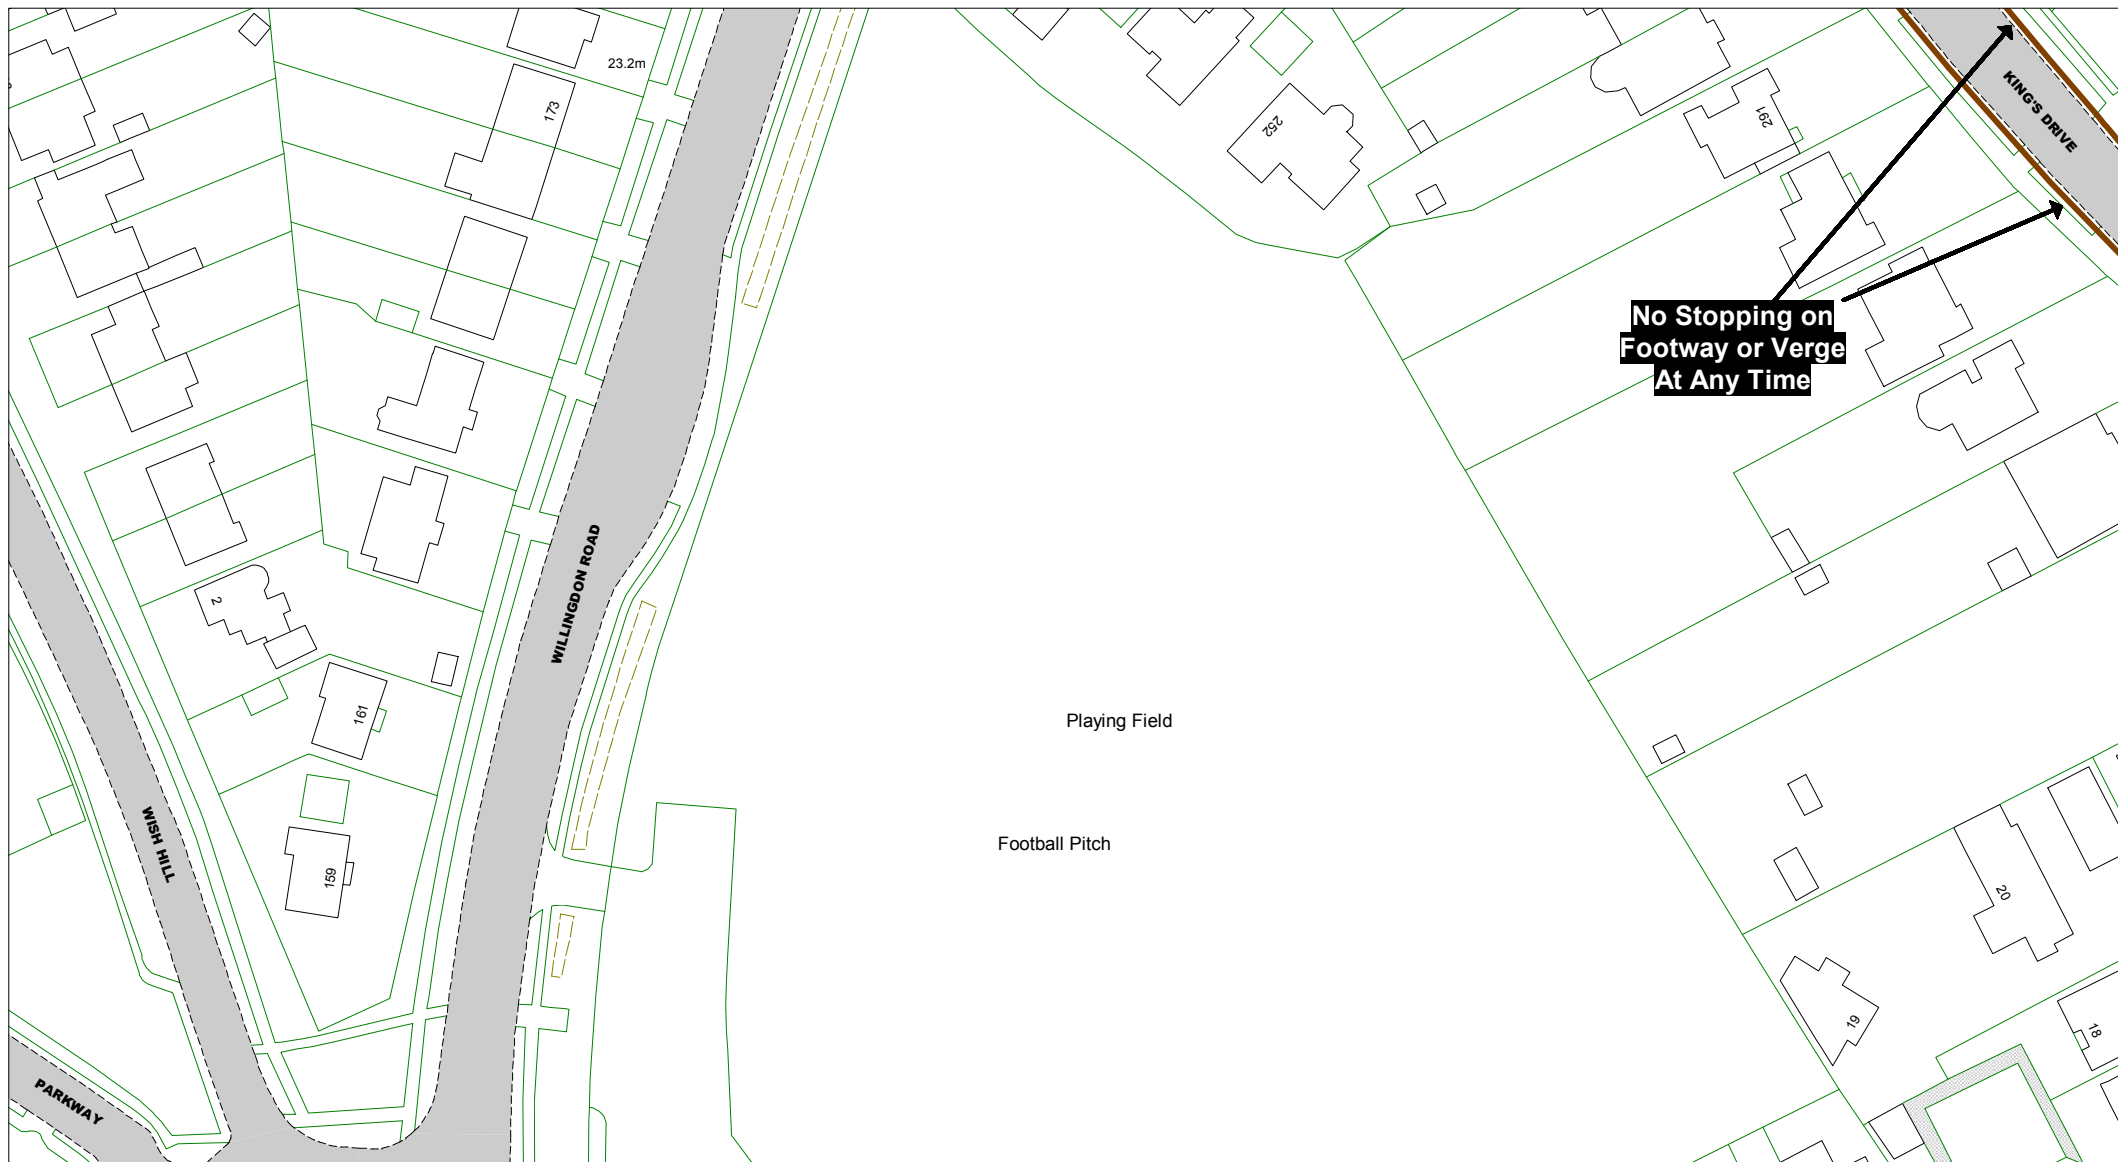 23.2m
173
252
291
KING'S DRIVE
No Stopping on
Footway or Verge
At Any Time
WILLINGDON ROAD
2
161
Playing Field
WISH HILL
Football Pitch
159
20
19
18
PARKWAY